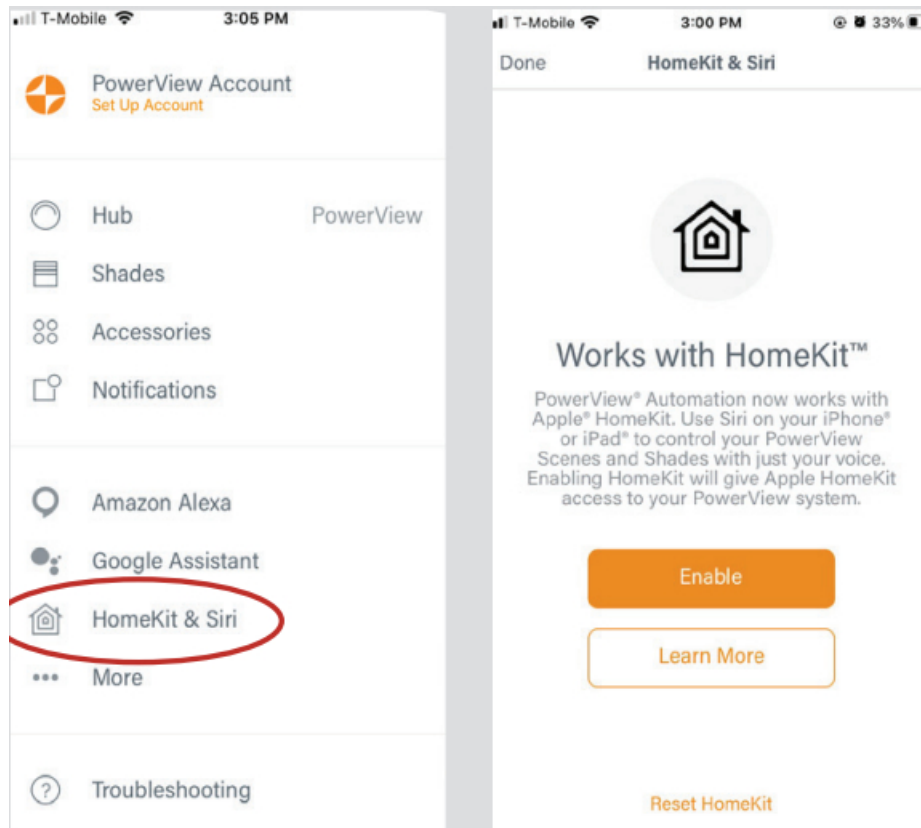 T-Mobile 3:05 PM
PowerView Account
Set Up Account
Hub PowerView
Shades
Accessories
Notifications
Amazon Alexa
Google Assistant
HomeKit & Siri
More
Troubleshooting
T-Mobile 3:00 PM 33%
Done HomeKit & Siri
Works with HomeKit™
PowerView® Automation now works with
Apple® HomeKit. Use Siri on your iPhone®
or iPad® to control your PowerView
Scenes and Shades with just your voice.
Enabling HomeKit will give Apple HomeKit
access to your PowerView system.
Enable
Learn More
Reset HomeKit